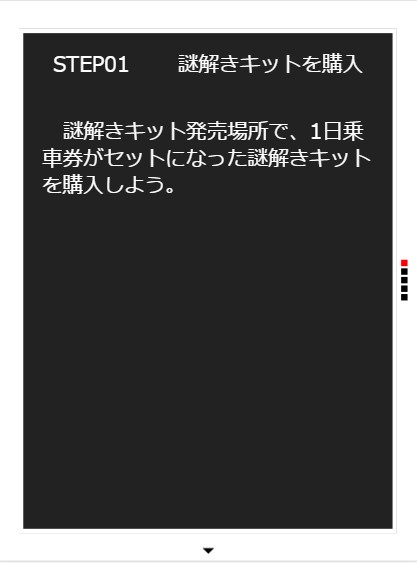 STEP01　　謎解きキットを購入
　謎解きキット発売場所で、1日乗
車券がセットになった謎解きキット
を購入しよう。